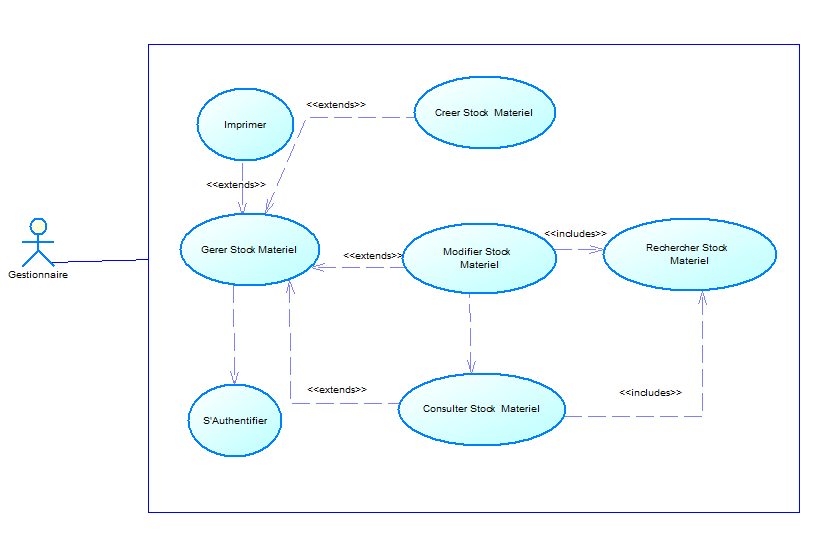 <<extends>>
Creer Stock Materiel
Imprimer
<<extends>>
<<includes>>
Gerer Stock Materiel
<<extends>>
Modifier Stock
Materiel
Rechercher Stock
Materiel
Gestionnaire
<<extends>>
<<includes>>
Consulter Stock Materiel
S'Authentifier